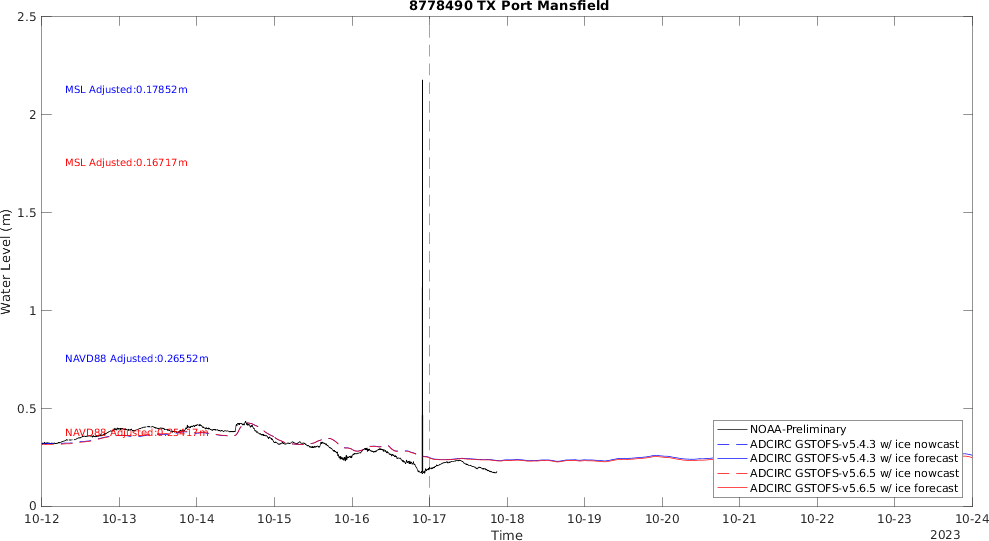 8778490 TX Port Mansfield
2.5
2
1.5
1
0.5
0
Water Level (m)
MSL Adjusted:0.17852m
MSL Adjusted:0.16717m
NAVD88 Adjusted:0.26552m
NAVD88 Adjusted:0.25417m
NOAA-Preliminary
ADCIRC GSTOFS-v5.4.3 w/ ice nowcast
ADCIRC GSTOFS-v5.4.3 w/ ice forecast
ADCIRC GSTOFS-v5.6.5 w/ ice nowcast
ADCIRC GSTOFS-v5.6.5 w/ ice forecast
10-12 10-13 10-14 10-15 10-16 10-17 10-18 10-19 10-20 10-21 10-22 10-23 10-24
Time
2023